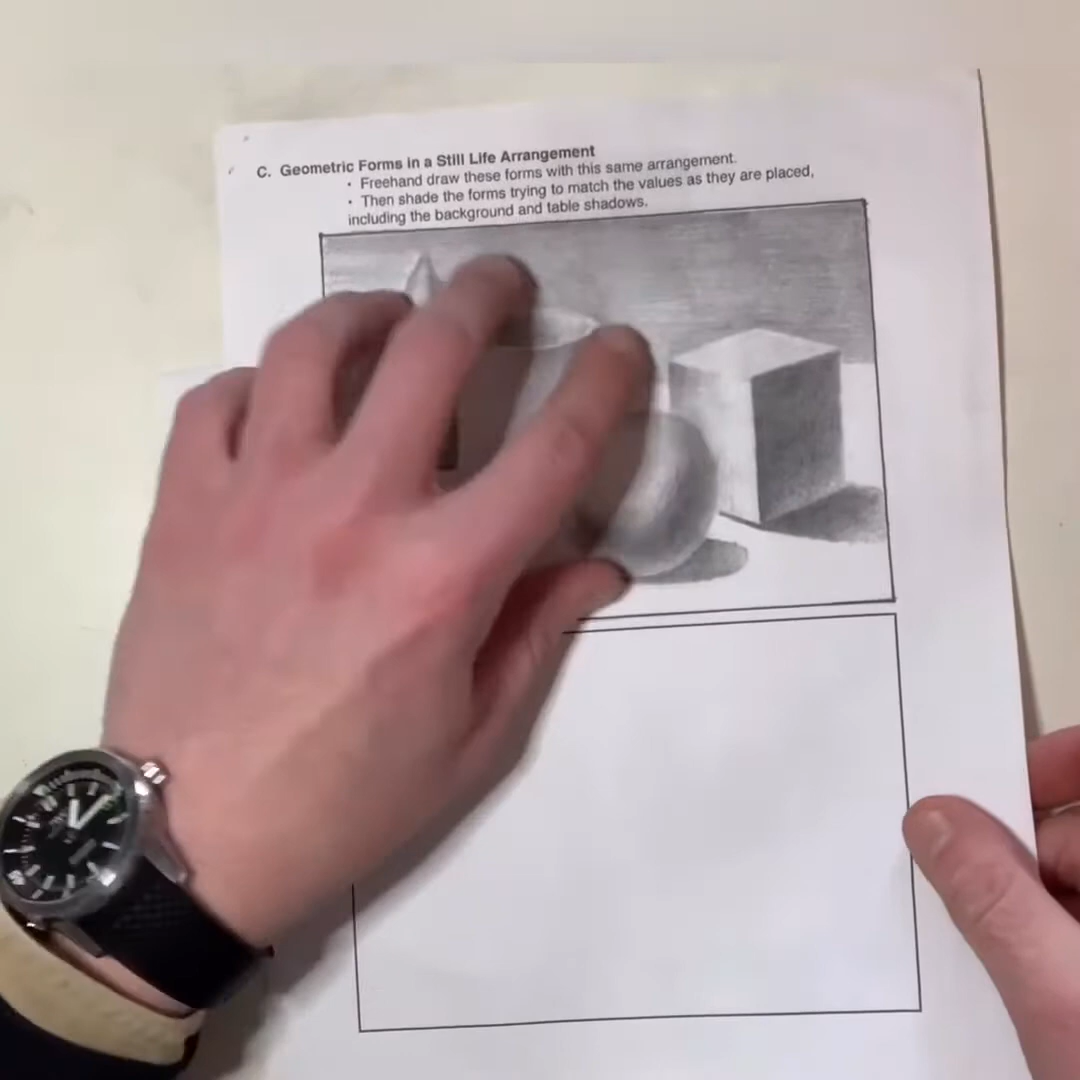 C. Geometric Forms in a Still Life Arrangement
• Freehand draw these forms with this same arrangement.
• Then shade the forms trying to match the values as they are placed,
including the background and table shadows.